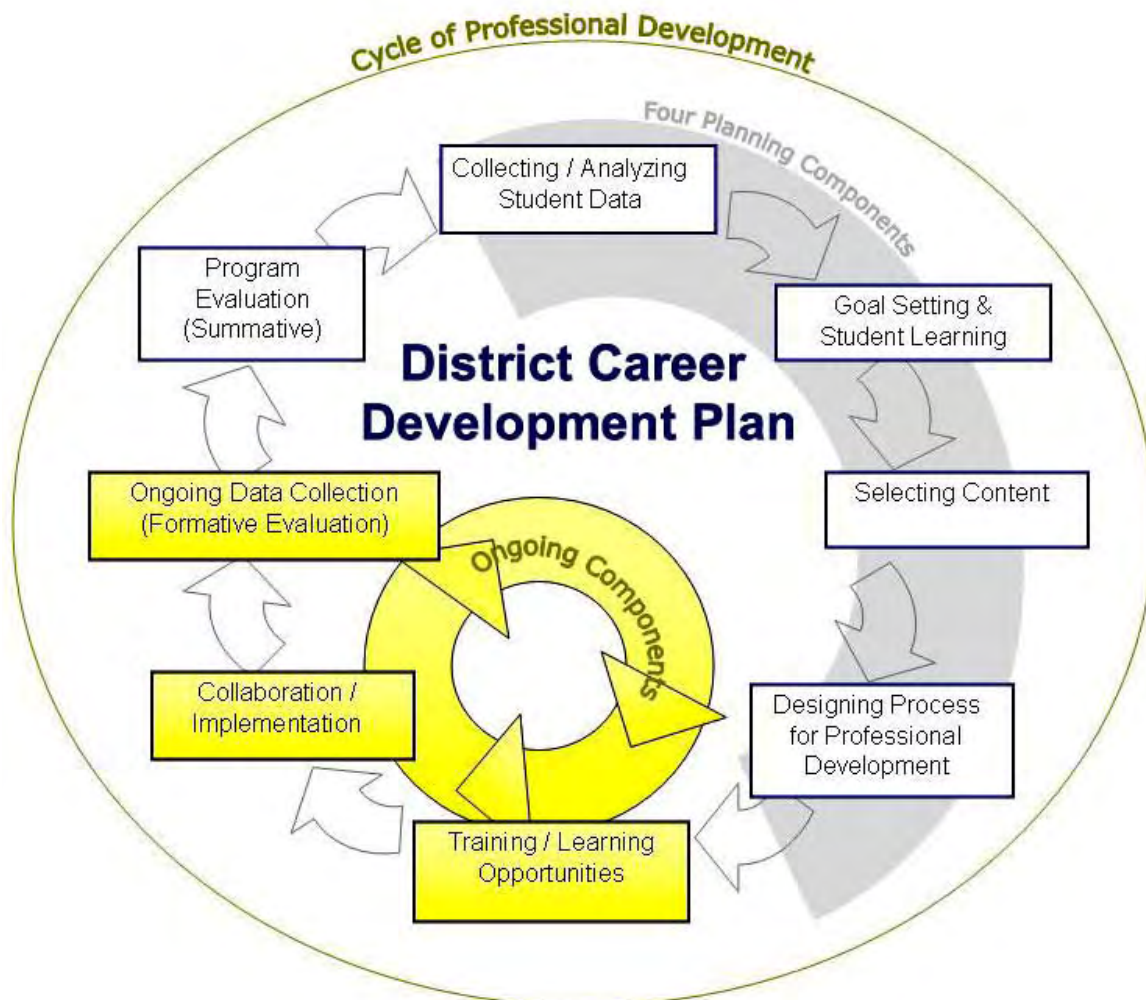 Cycle of Professional Development
Four Planning Components
Collecting / Analyzing
Student Data
Program
Evaluation
(Summative)
Goal Setting &
Student Learning
District Career
Development Plan
Ongoing Data Collection
(Formative Evaluation)
Selecting Content
Ongoing Components
Collaboration /
Implementation
Designing Process
for Professional
Development
Training / Learning
Opportunities